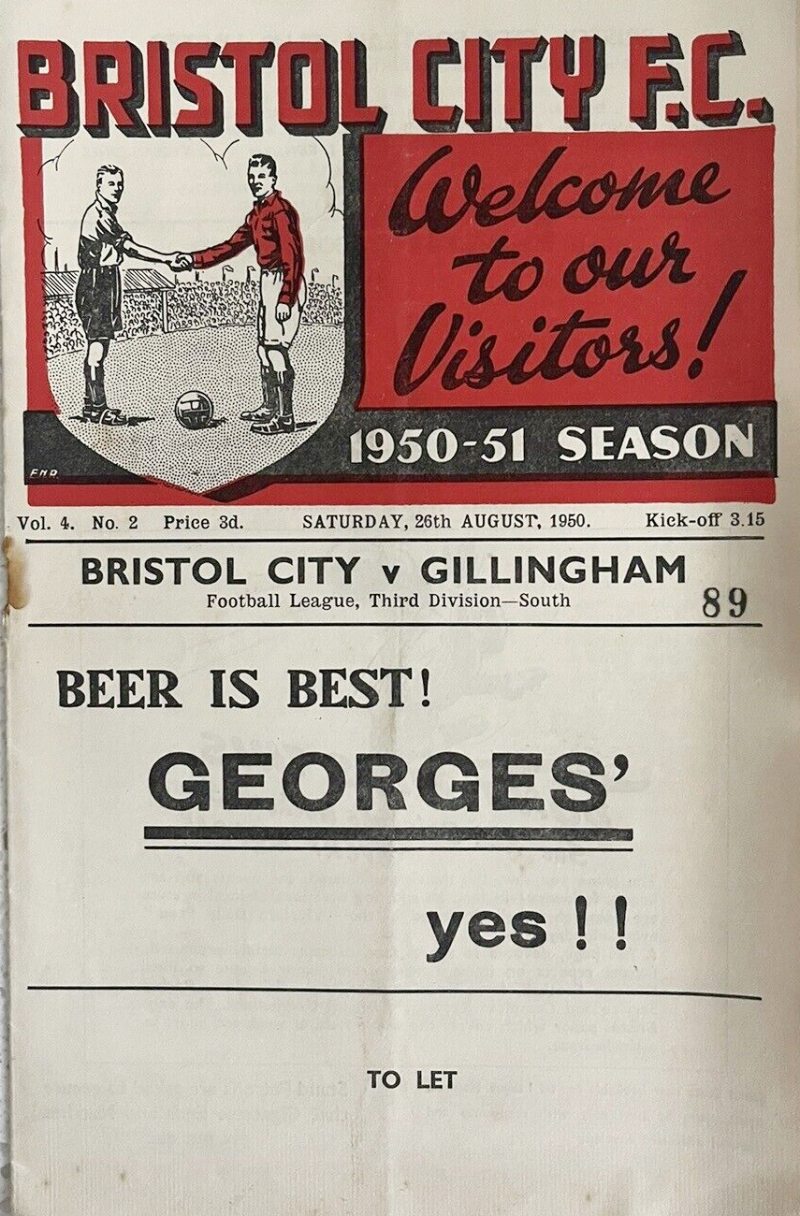 BRISTOL CITY F.C.
Welcome
to our
Visitors!
1950-51 SEASON
FND
Vol. 4. No. 2 Price 3d. SATURDAY, 26th AUGUST, 1950. Kick-off 3.15
BRISTOL CITY v GILLINGHAM
Football League, Third Division—South
89
BEER IS BEST!
GEORGES'
yes !!
TO LET